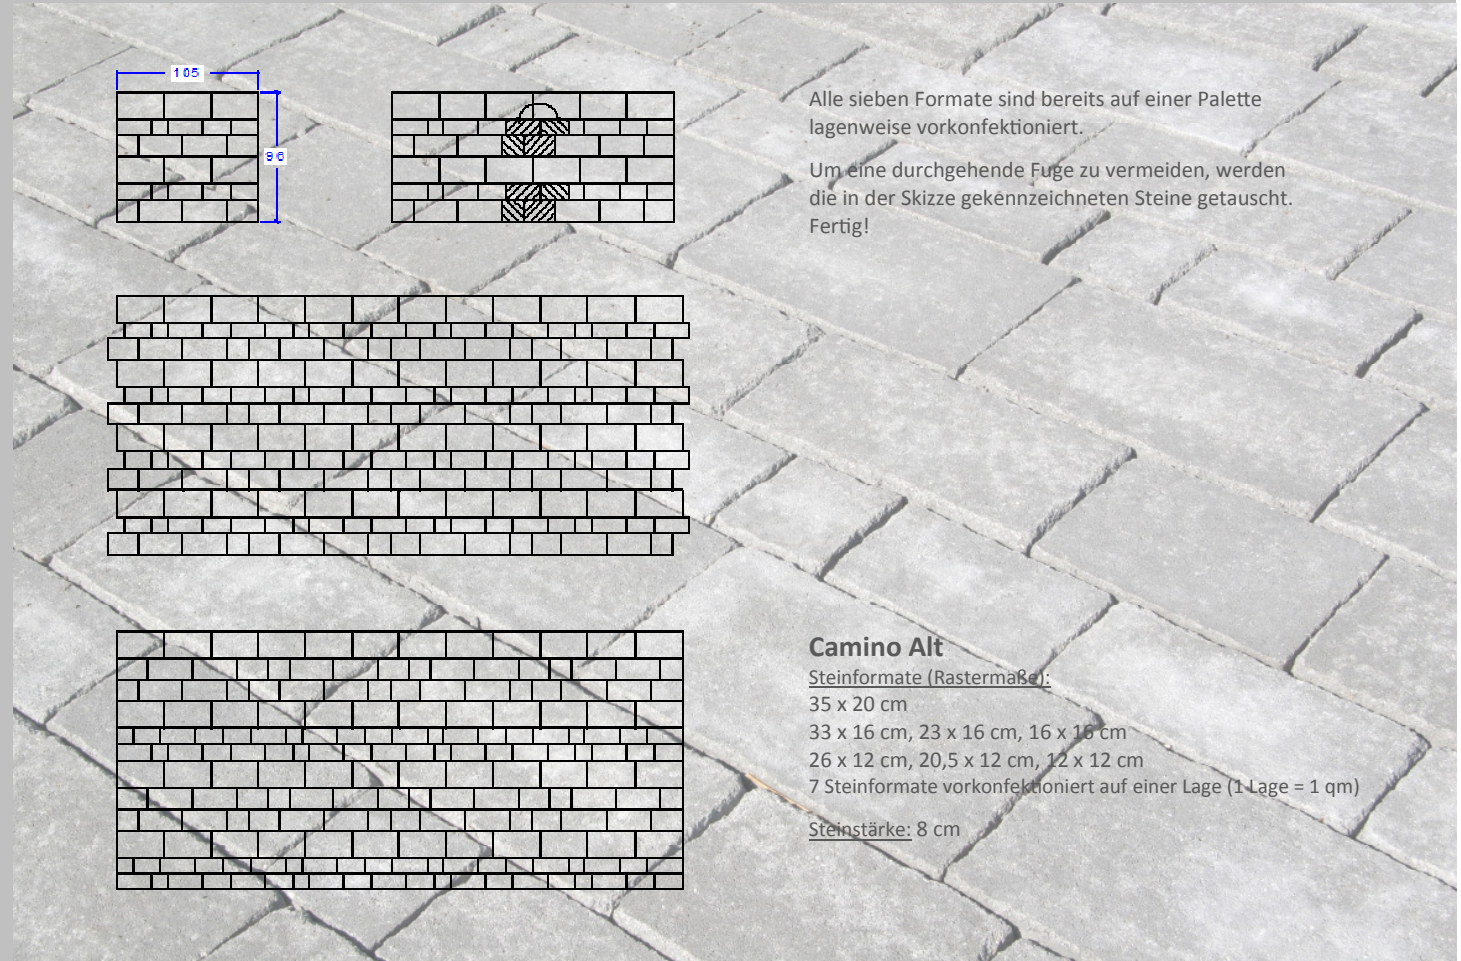 105
96
Alle sieben Formate sind bereits auf einer Palette
lagenweise vorkonfektioniert.
Um eine durchgehende Fuge zu vermeiden, werden
die in der Skizze gekennzeichneten Steine getauscht.
Fertig!
Camino Alt
Steinformate (Rastermaße):
35 x 20 cm
33 x 16 cm, 23 x 16 cm, 16 x 16 cm
26 x 12 cm, 20,5 x 12 cm, 12 x 12 cm
7 Steinformate vorkonfektioniert auf einer Lage (1 Lage = 1 qm)
Steinstärke: 8 cm